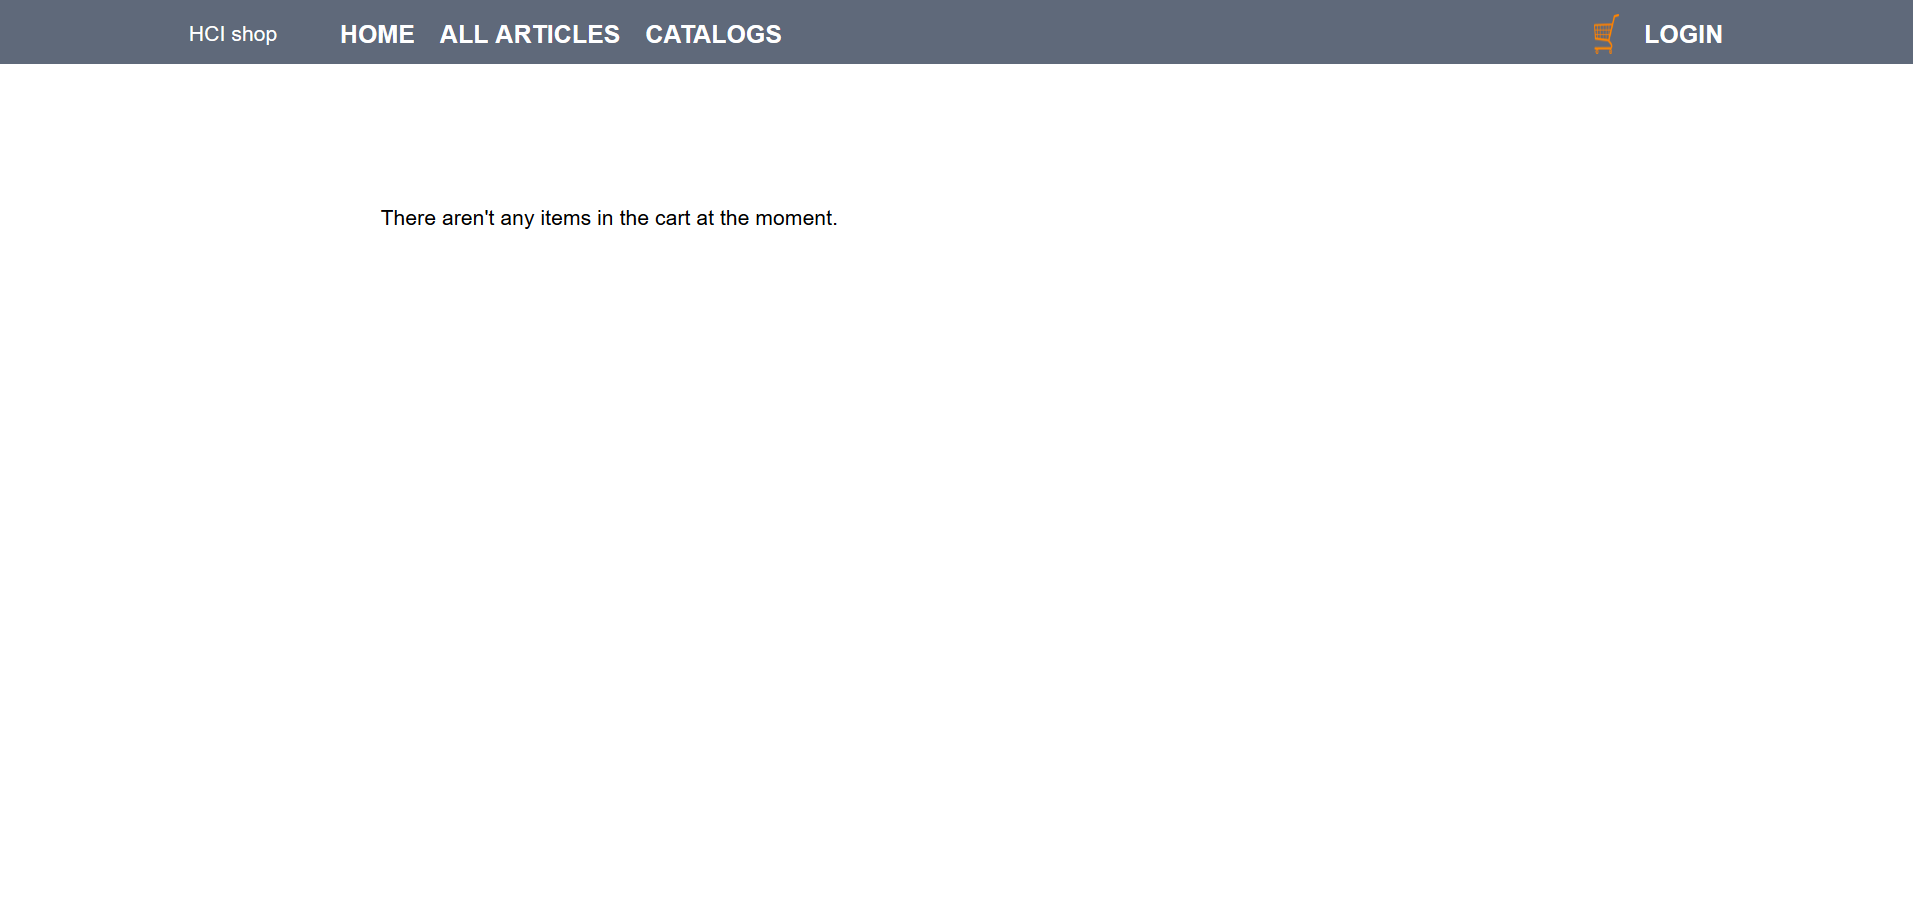 HCI shop HOME ALL ARTICLES CATALOGS LOGIN
There aren't any items in the cart at the moment.